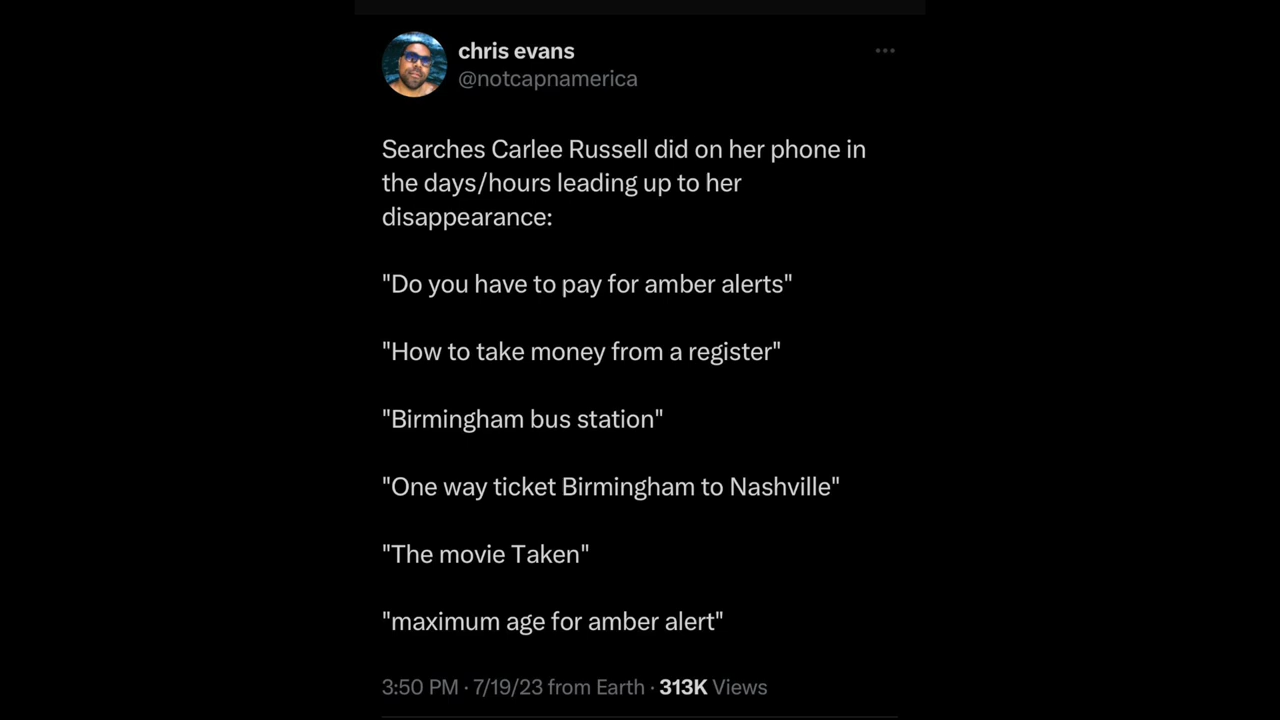 chris evans
@notcapnamerica
Searches Carlee Russell did on her phone in
the days/hours leading up to her
disappearance:
"Do you have to pay for amber alerts"
"How to take money from a register"
"Birmingham bus station"
"One way ticket Birmingham to Nashville"
"The movie Taken"
"maximum age for amber alert"
3:50 PM · 7/19/23 from Earth · 313K Views